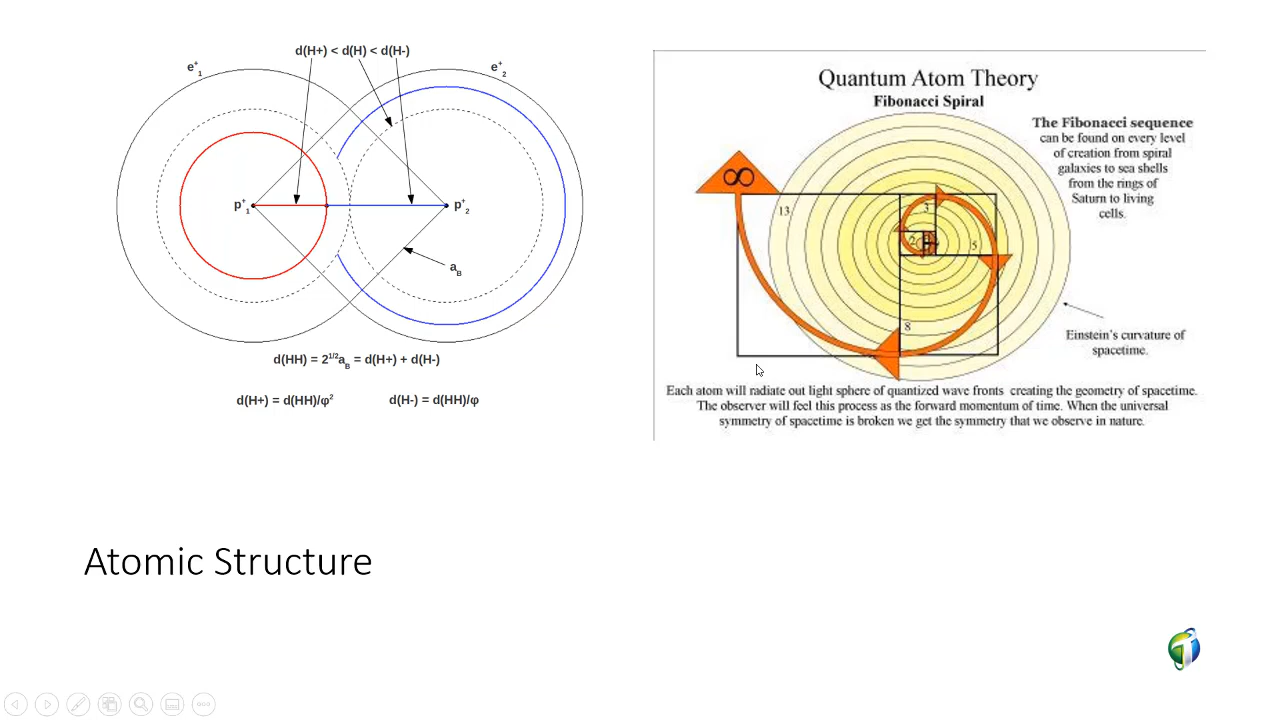 d(H+) < d(H) < d(H-)
e⁺₁
e⁺₂
p⁺₁
p⁺₂
a_B
d(HH) = 2^1/2 a_B = d(H+) + d(H-)
d(H+) = d(HH)/φ²
d(H-) = d(HH)/φ
Quantum Atom Theory
Fibonacci Spiral
The Fibonacci sequence
can be found on every level
of creation from spiral
galaxies to sea shells
from the rings of
Saturn to living
cells.
∞
13
3
2
5
8
Einstein's curvature of
spacetime.
Each atom will radiate out light sphere of quantized wave fronts creating the geometry of spacetime.
The observer will feel this process as the forward momentum of time. When the universal
symmetry of spacetime is broken we get the symmetry that we observe in nature.
Atomic Structure